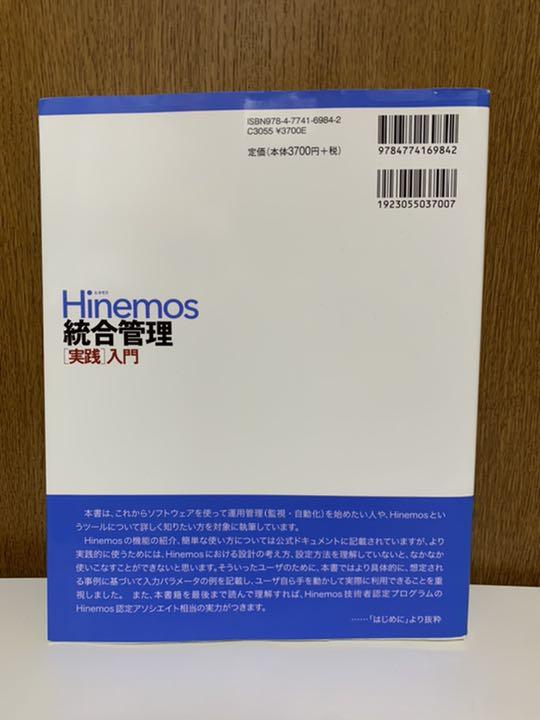 ISBN978-4-7741-6984-2
C3055 ¥3700E
定価(本体3700円+税)
9784774169842
1923055037007
ヒネモス
Hinemos
統合管理
[実践]入門
本書は、これからソフトウェアを使って運用管理(監視・自動化)を始めたい人や、Hinemosと
いうツールについて詳しく知りたい方を対象に執筆しています。
Hinemosの機能の紹介、簡単な使い方については公式ドキュメントに記載されていますが、より
実践的に使うためには、Hinemosにおける設計の考え方、設定方法を理解していないと、なかなか
使いこなすことができないと思います。そういったユーザのために、本書ではより具体的に、想定され
る事例に基づいて入力パラメータの例を記載し、ユーザ自ら手を動かして実際に利用できることを重
視しました。 また、本書籍を最後まで読んで理解すれば、Hinemos技術者認定プログラムの
Hinemos認定アソシエイト相当の実力がつきます。
……「はじめに」より抜粋